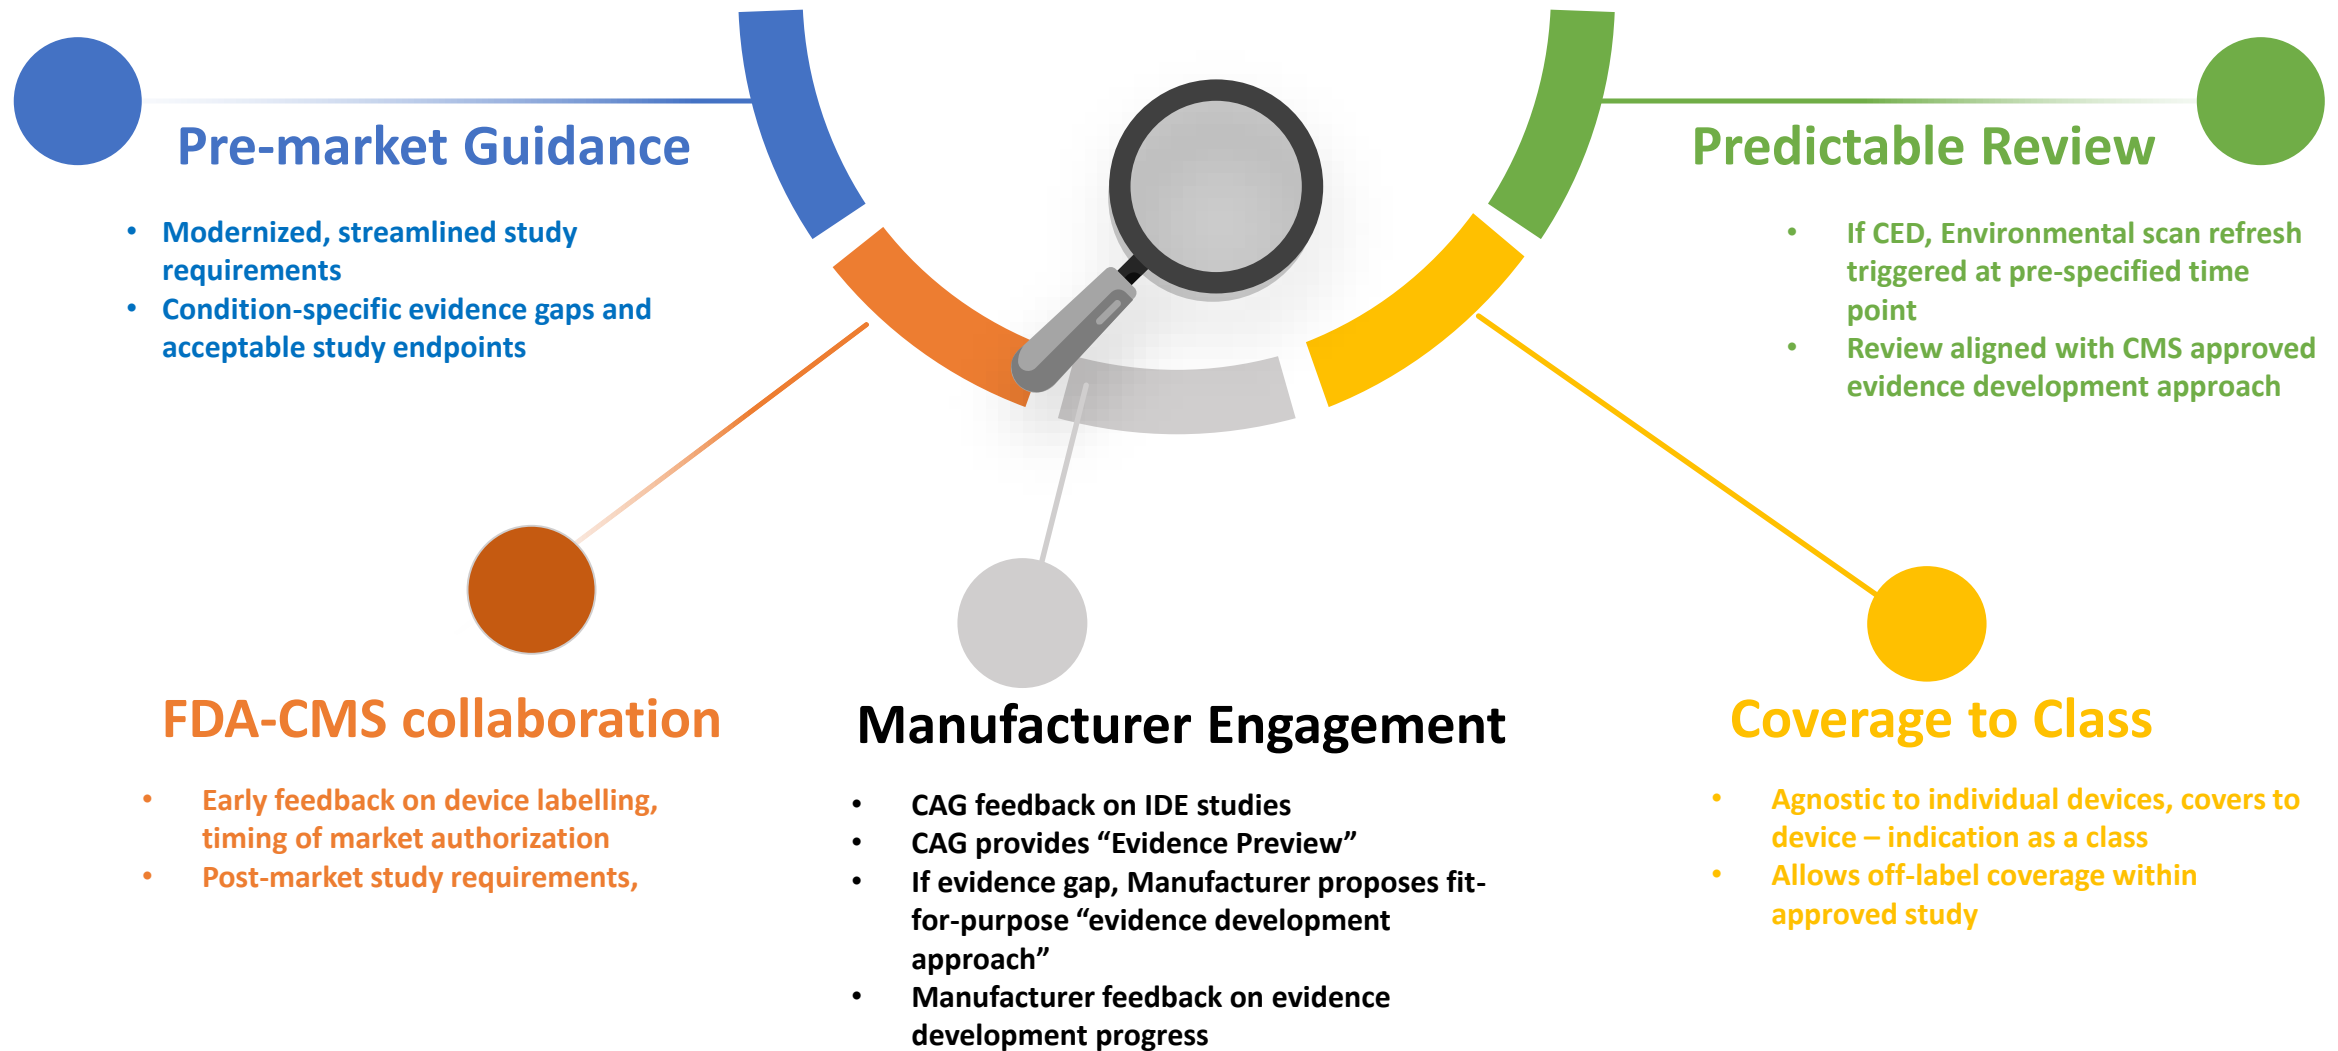 Pre-market Guidance
• Modernized, streamlined study
requirements
• Condition-specific evidence gaps and
acceptable study endpoints
Predictable Review
• If CED, Environmental scan refresh
triggered at pre-specified time
point
• Review aligned with CMS approved
evidence development approach
FDA-CMS collaboration
• Early feedback on device labelling,
timing of market authorization
• Post-market study requirements,
Manufacturer Engagement
• CAG feedback on IDE studies
• CAG provides “Evidence Preview”
• If evidence gap, Manufacturer proposes fit-
for-purpose “evidence development
approach”
• Manufacturer feedback on evidence
development progress
Coverage to Class
• Agnostic to individual devices, covers to
device – indication as a class
• Allows off-label coverage within
approved study